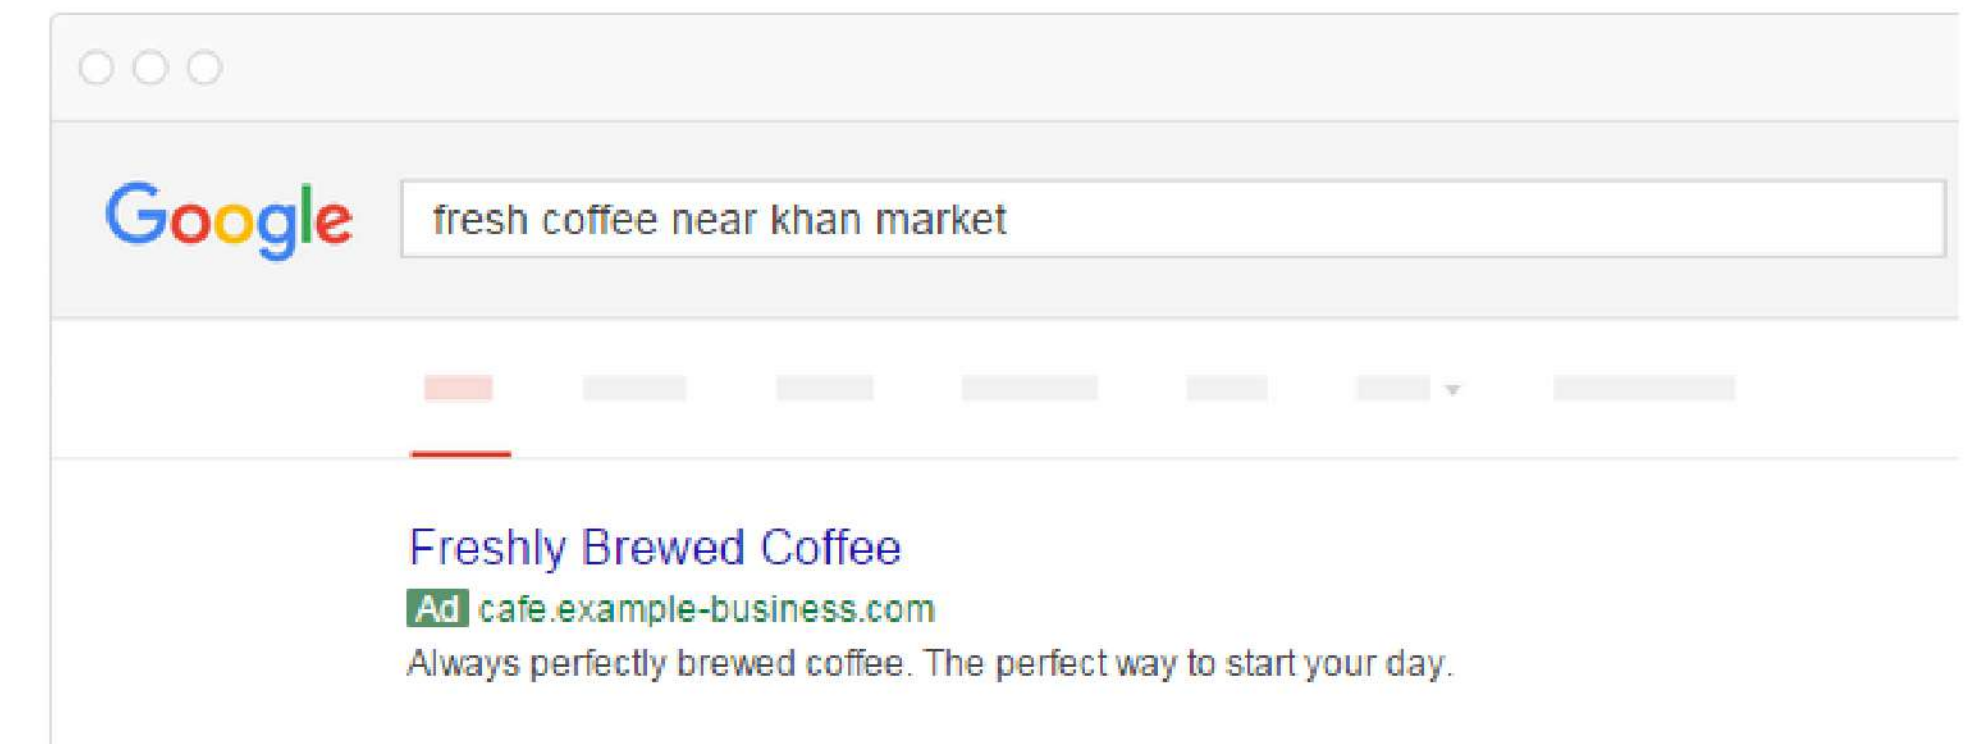 Google
fresh coffee near khan market
Freshly Brewed Coffee
Ad cafe.example-business.com
Always perfectly brewed coffee. The perfect way to start your day.